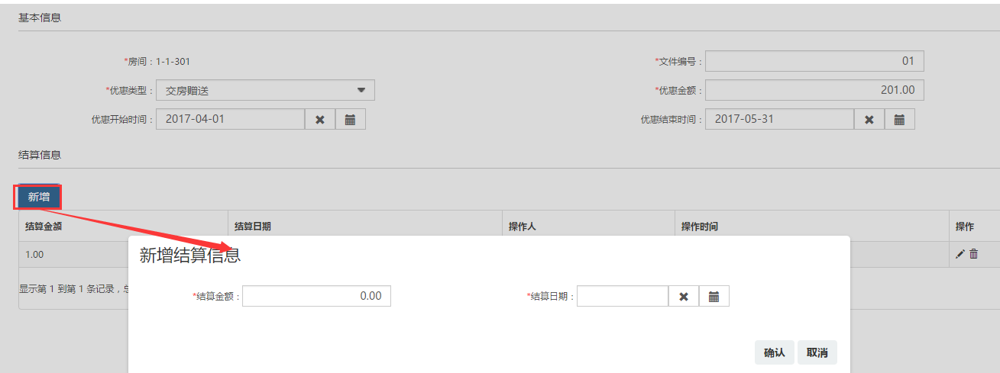 基本信息
*房间：1-1-301
*文件编号： 01
*优惠类型： 交房赠送
*优惠金额： 201.00
优惠开始时间： 2017-04-01
优惠结束时间： 2017-05-31
结算信息
新增
结算金额 结算日期 操作人 操作时间 操作
1.00
显示第 1 到第 1 条记录，总
新增结算信息
*结算金额： 0.00
*结算日期：
确认 取消